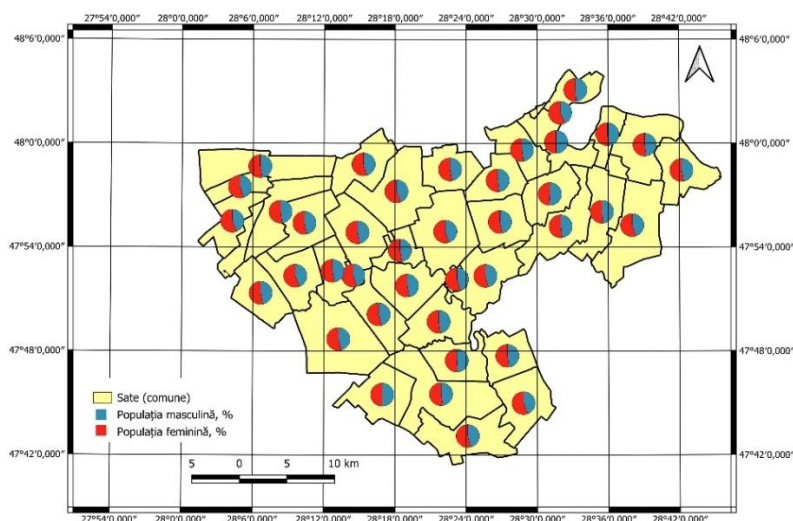 27°54'0,000" 28°0'0,000" 28°6'0,000" 28°12'0,000" 28°18'0,000" 28°24'0,000" 28°30'0,000" 28°36'0,000" 28°42'0,000"
48°6'0,000" 48°6'0,000"
48°0'0,000" 48°0'0,000"
47°54'0,000" 47°54'0,000"
47°48'0,000" 47°48'0,000"
Sate (comune)
Populația masculină, %
Populația feminină, %
47°42'0,000" 47°42'0,000"
5 0 5 10 km
27°54'0,000" 28°0'0,000" 28°6'0,000" 28°12'0,000" 28°18'0,000" 28°24'0,000" 28°30'0,000" 28°36'0,000" 28°42'0,000"